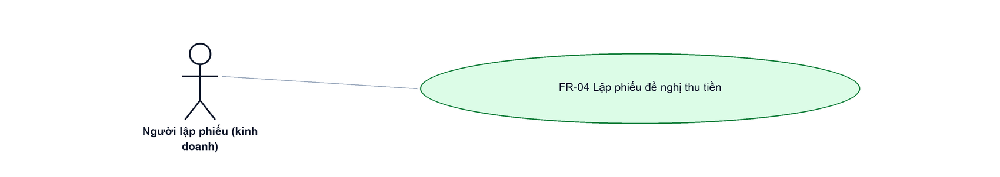 FR-04 Lập phiếu đề nghị thu tiền
Người lập phiếu (kinh
doanh)